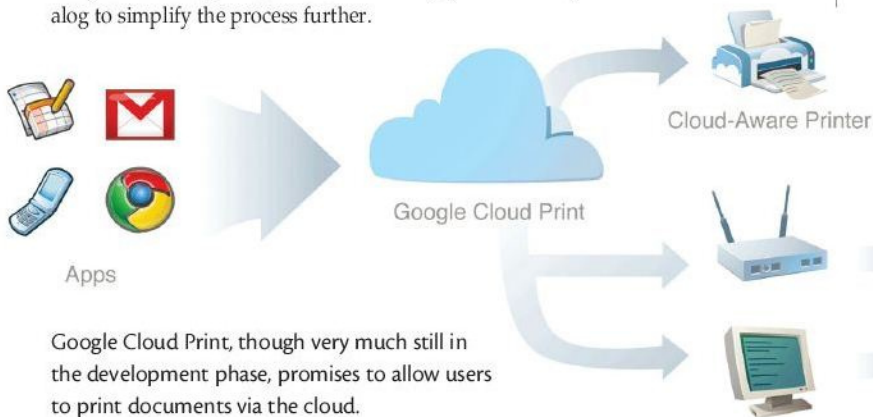 alog to simplify the process further.
Cloud-Aware Printer
Google Cloud Print
Apps
Google Cloud Print, though very much still in
the development phase, promises to allow users
to print documents via the cloud.